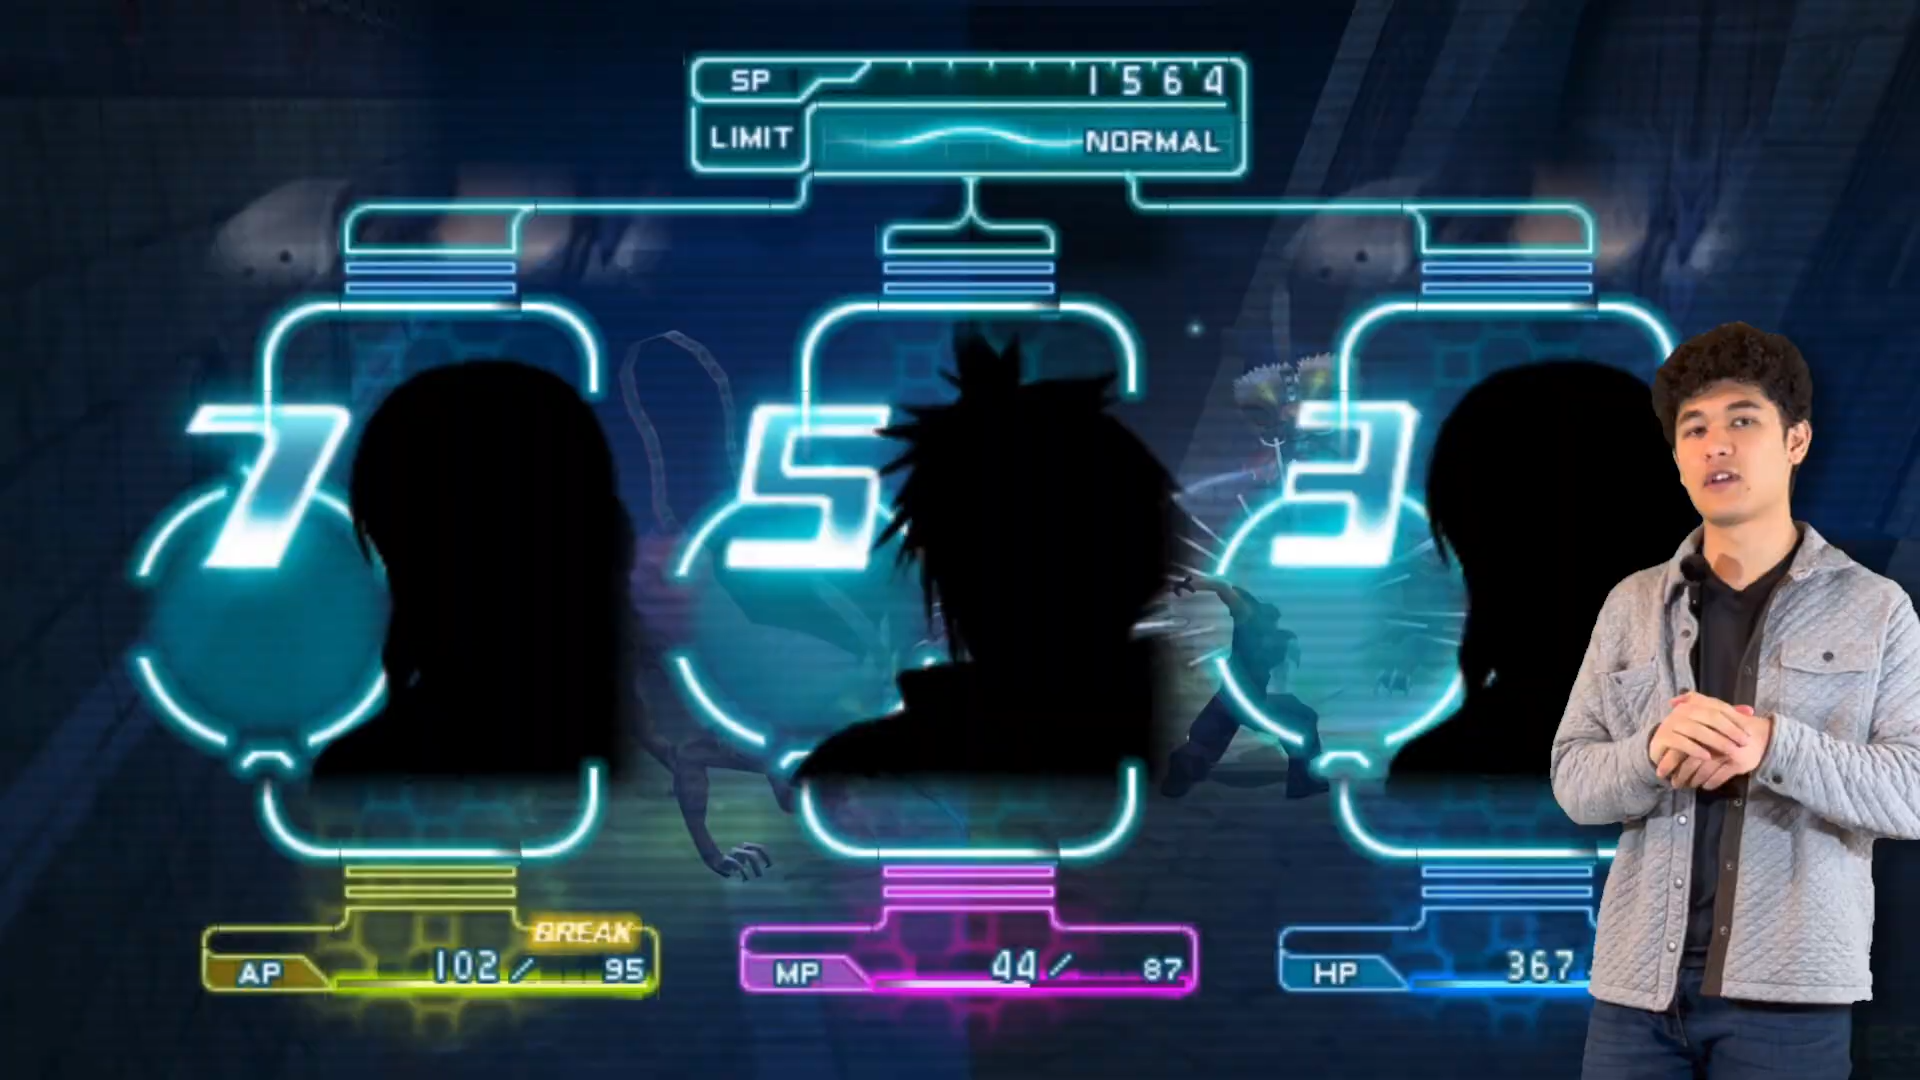 SP 1564
LIMIT NORMAL
7 5 3
BREAK
AP 102/ 95
MP 44/ 87
HP 367